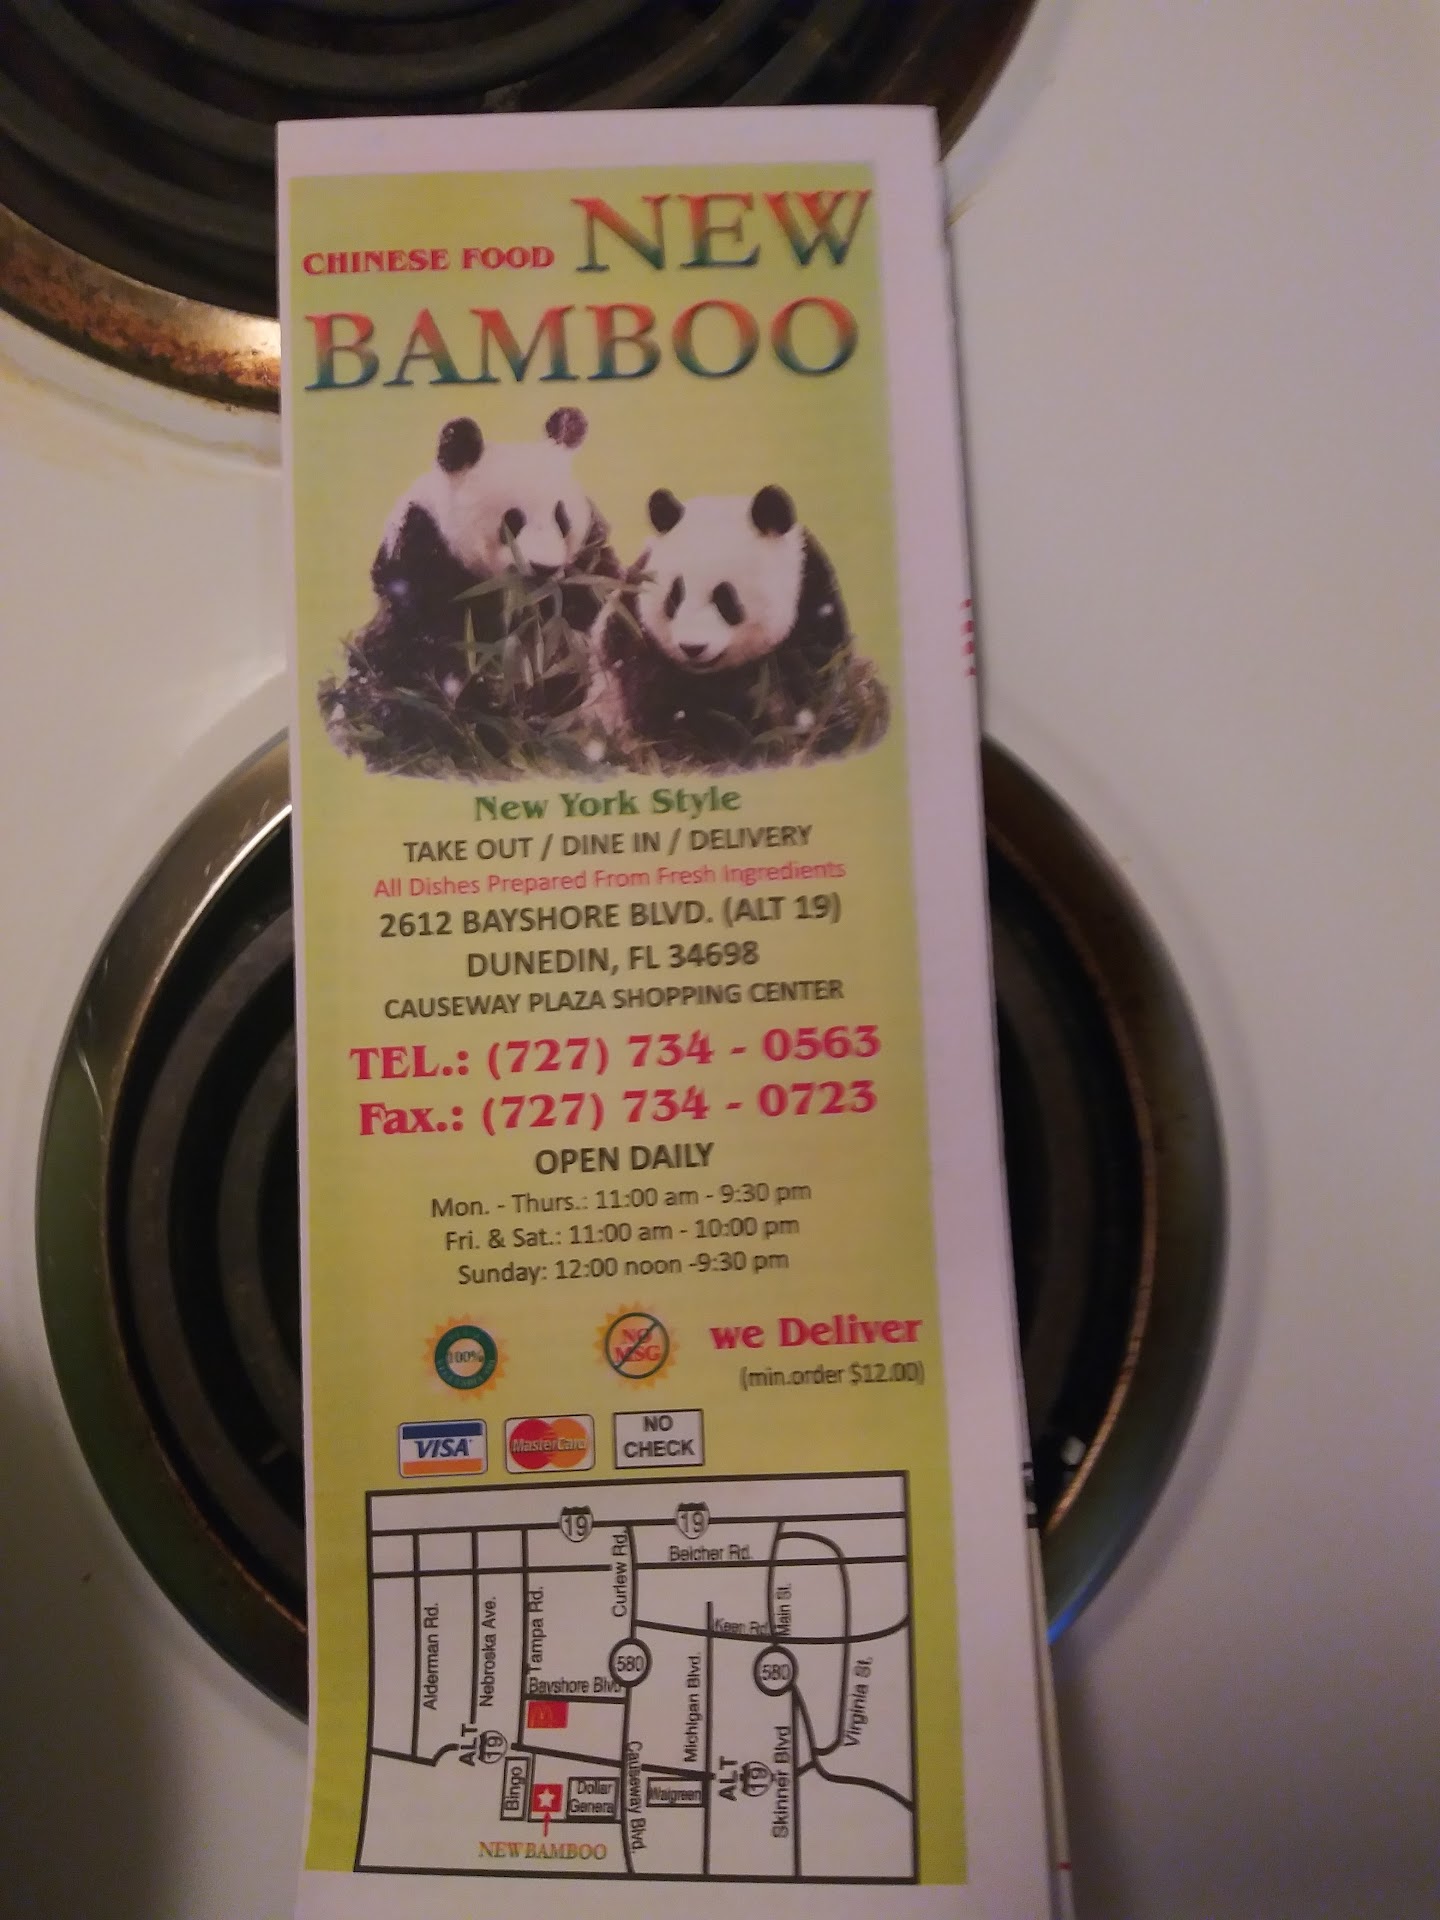 CHINESE FOOD NEW
BAMBOO
New York Style
TAKE OUT / DINE IN / DELIVERY
All Dishes Prepared From Fresh Ingredients
2612 BAYSHORE BLVD. (ALT 19)
DUNEDIN, FL 34698
CAUSEWAY PLAZA SHOPPING CENTER
TEL.: (727) 734 - 0563
Fax.: (727) 734 - 0723
OPEN DAILY
Mon. - Thurs.: 11:00 am - 9:30 pm
Fri. & Sat.: 11:00 am - 10:00 pm
Sunday: 12:00 noon -9:30 pm
100%
NO
MSG
we Deliver
(min.order $12.00)
VISA
MasterCard
NO
CHECK
19
19
Belcher Rd.
Curlew Rd.
Alderman Rd.
Nebraska Ave.
Tampa Rd.
Keen Rd.
Main St.
580
580
Bayshore Blvd
Michigan Blvd.
Virginia St.
ALT
19
Bingo
Dollar
General
Causeway Blvd.
Walgreen
ALT
19
Skinner Blvd
NEW BAMBOO